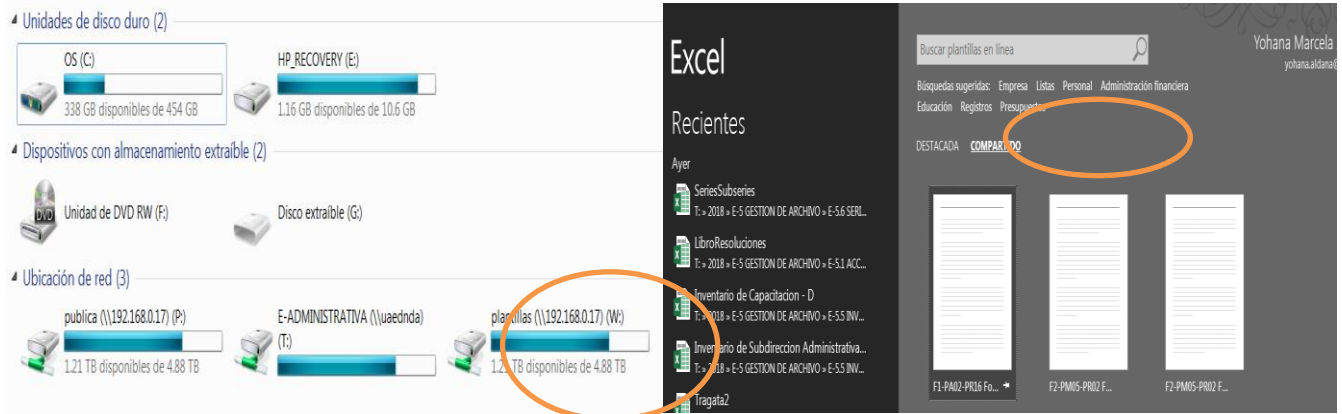 Unidades de disco duro (2)
OS (C:)
338 GB disponibles de 454 GB
HP_RECOVERY (E:)
1.16 GB disponibles de 10.6 GB
Dispositivos con almacenamiento extraíble (2)
DVD
Unidad de DVD RW (F:)
Disco extraíble (G:)
Ubicación de red (3)
publica (\\192.168.0.17) (P:)
1.21 TB disponibles de 4.88 TB
E-ADMINISTRATIVA (\\uaednda)
(T:)
plantillas (\\192.168.0.17) (W:)
1.21 TB disponibles de 4.88 TB
Excel
Recientes
Ayer
SeriesSubseries
T: » 2018 » E-5 GESTION DE ARCHIVO » E-5.6 SERI...
LibroResoluciones
T: » 2018 » E-5 GESTION DE ARCHIVO » E-5.1 ACC...
Inventario de Capacitacion - D
T: » 2018 » E-5 GESTION DE ARCHIVO » E-5.5 INV...
Inventario de Subdireccion Administrativa...
T: » 2018 » E-5 GESTION DE ARCHIVO » E-5.5 INV...
Tragata2
Buscar plantillas en línea
Yohana Marcela
yohana.aldana@
Búsquedas sugeridas: Empresa Listas Personal Administración financiera
Educación Registros Presupuestos
DESTACADA COMPARTIDO
F1-PA02-PR16 Fo...
F2-PM05-PR02 F...
F2-PM05-PR02 F...